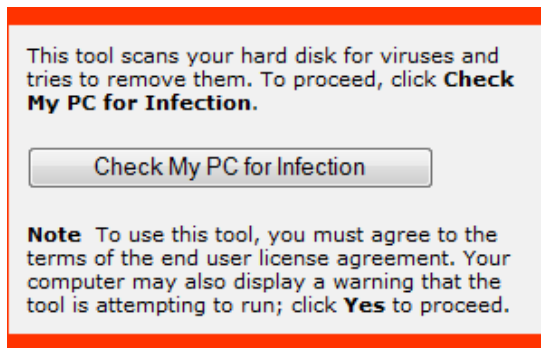 This tool scans your hard disk for viruses and
tries to remove them. To proceed, click Check
My PC for Infection.
Check My PC for Infection
Note To use this tool, you must agree to the
terms of the end user license agreement. Your
computer may also display a warning that the
tool is attempting to run; click Yes to proceed.